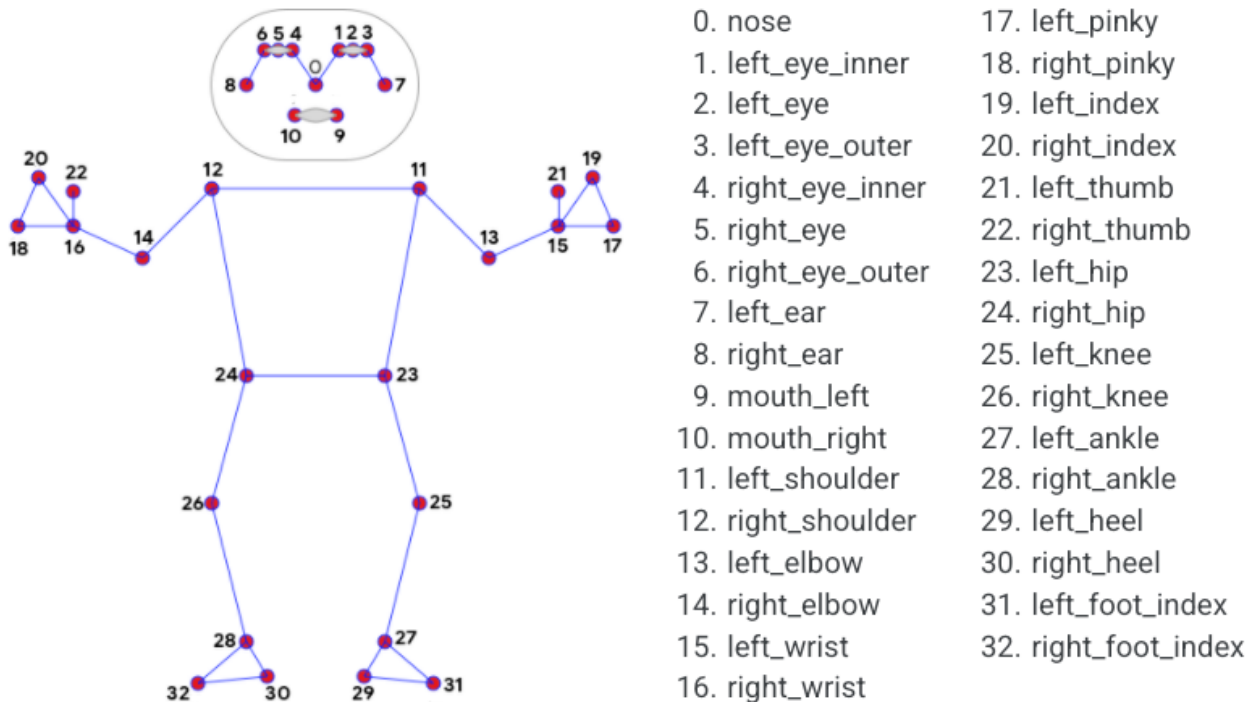 6 5 4 1 2 3
0
8 7
10 9
20 22 12 11 21 19
18 16 14 13 15 17
24 23
26 25
28 27
32 30 29 31
0. nose
1. left_eye_inner
2. left_eye
3. left_eye_outer
4. right_eye_inner
5. right_eye
6. right_eye_outer
7. left_ear
8. right_ear
9. mouth_left
10. mouth_right
11. left_shoulder
12. right_shoulder
13. left_elbow
14. right_elbow
15. left_wrist
16. right_wrist
17. left_pinky
18. right_pinky
19. left_index
20. right_index
21. left_thumb
22. right_thumb
23. left_hip
24. right_hip
25. left_knee
26. right_knee
27. left_ankle
28. right_ankle
29. left_heel
30. right_heel
31. left_foot_index
32. right_foot_index